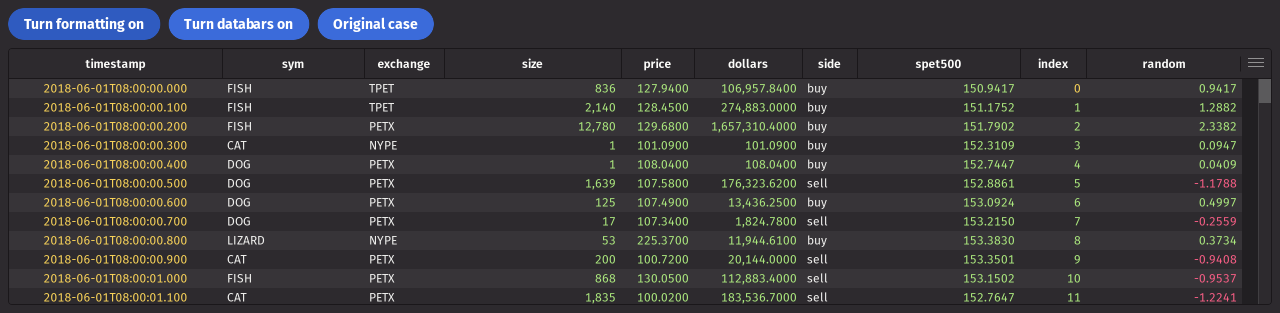 Turn formatting on Turn databars on Original case
timestamp sym exchange size price dollars side spet500 index random
2018-06-01T08:00:00.000 FISH TPET 836 127.9400 106,957.8400 buy 150.9417 0 0.9417
2018-06-01T08:00:00.100 FISH TPET 2,140 128.4500 274,883.0000 buy 151.1752 1 1.2882
2018-06-01T08:00:00.200 FISH PETX 12,780 129.6800 1,657,310.4000 buy 151.7902 2 2.3382
2018-06-01T08:00:00.300 CAT NYPE 1 101.0900 101.0900 buy 152.3109 3 0.0947
2018-06-01T08:00:00.400 DOG PETX 1 108.0400 108.0400 buy 152.7447 4 0.0409
2018-06-01T08:00:00.500 DOG PETX 1,639 107.5800 176,323.6200 sell 152.8861 5 -1.1788
2018-06-01T08:00:00.600 DOG PETX 125 107.4900 13,436.2500 buy 153.0924 6 0.4997
2018-06-01T08:00:00.700 DOG PETX 17 107.3400 1,824.7800 sell 153.2150 7 -0.2559
2018-06-01T08:00:00.800 LIZARD NYPE 53 225.3700 11,944.6100 buy 153.3830 8 0.3734
2018-06-01T08:00:00.900 CAT PETX 200 100.7200 20,144.0000 sell 153.3501 9 -0.9408
2018-06-01T08:00:01.000 FISH PETX 868 130.0500 112,883.4000 sell 153.1502 10 -0.9537
2018-06-01T08:00:01.100 CAT PETX 1,835 100.0200 183,536.7000 sell 152.7647 11 -1.2241